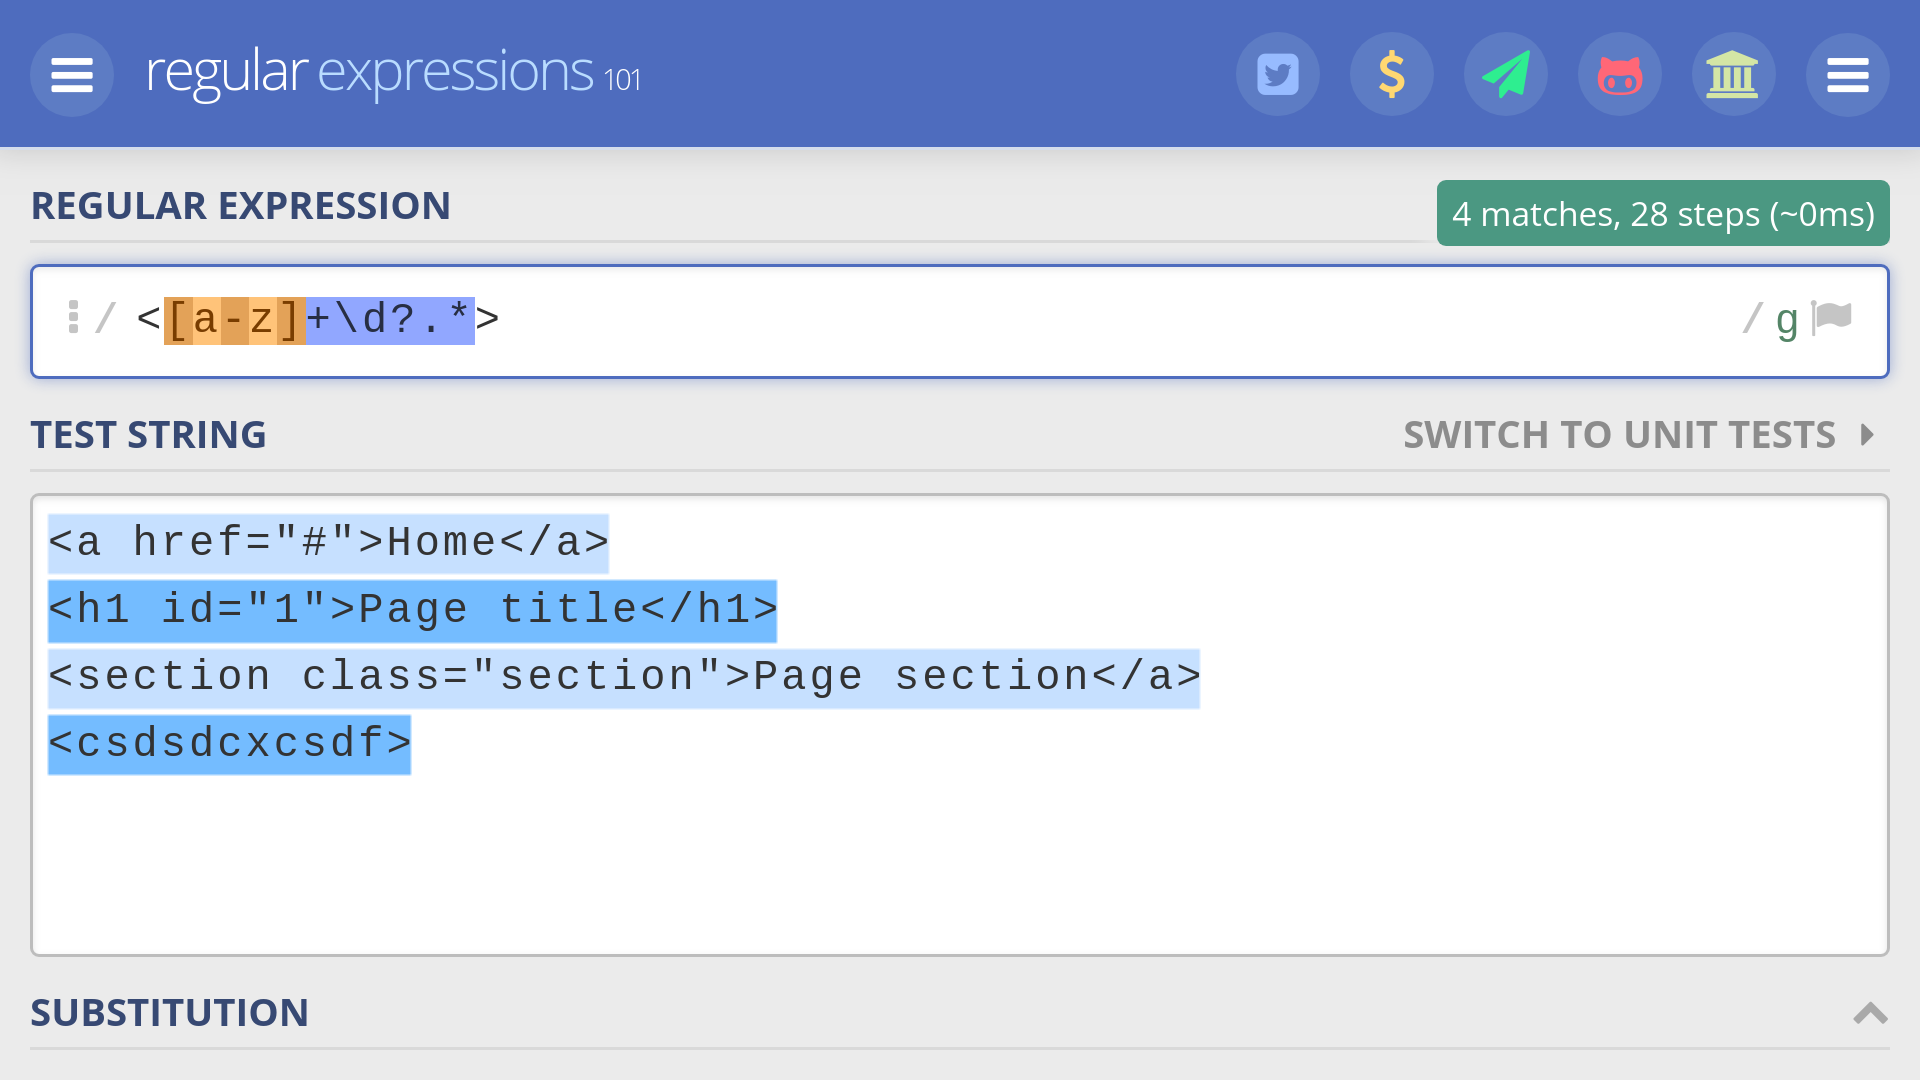 regular expressions 101
REGULAR EXPRESSION
4 matches, 28 steps (~0ms)
/ <[a-z]+\d?.*> / g
TEST STRING
SWITCH TO UNIT TESTS
<a href="#">Home</a>
<h1 id="1">Page title</h1>
<section class="section">Page section</a>
<csdsdcxcsdf>
SUBSTITUTION